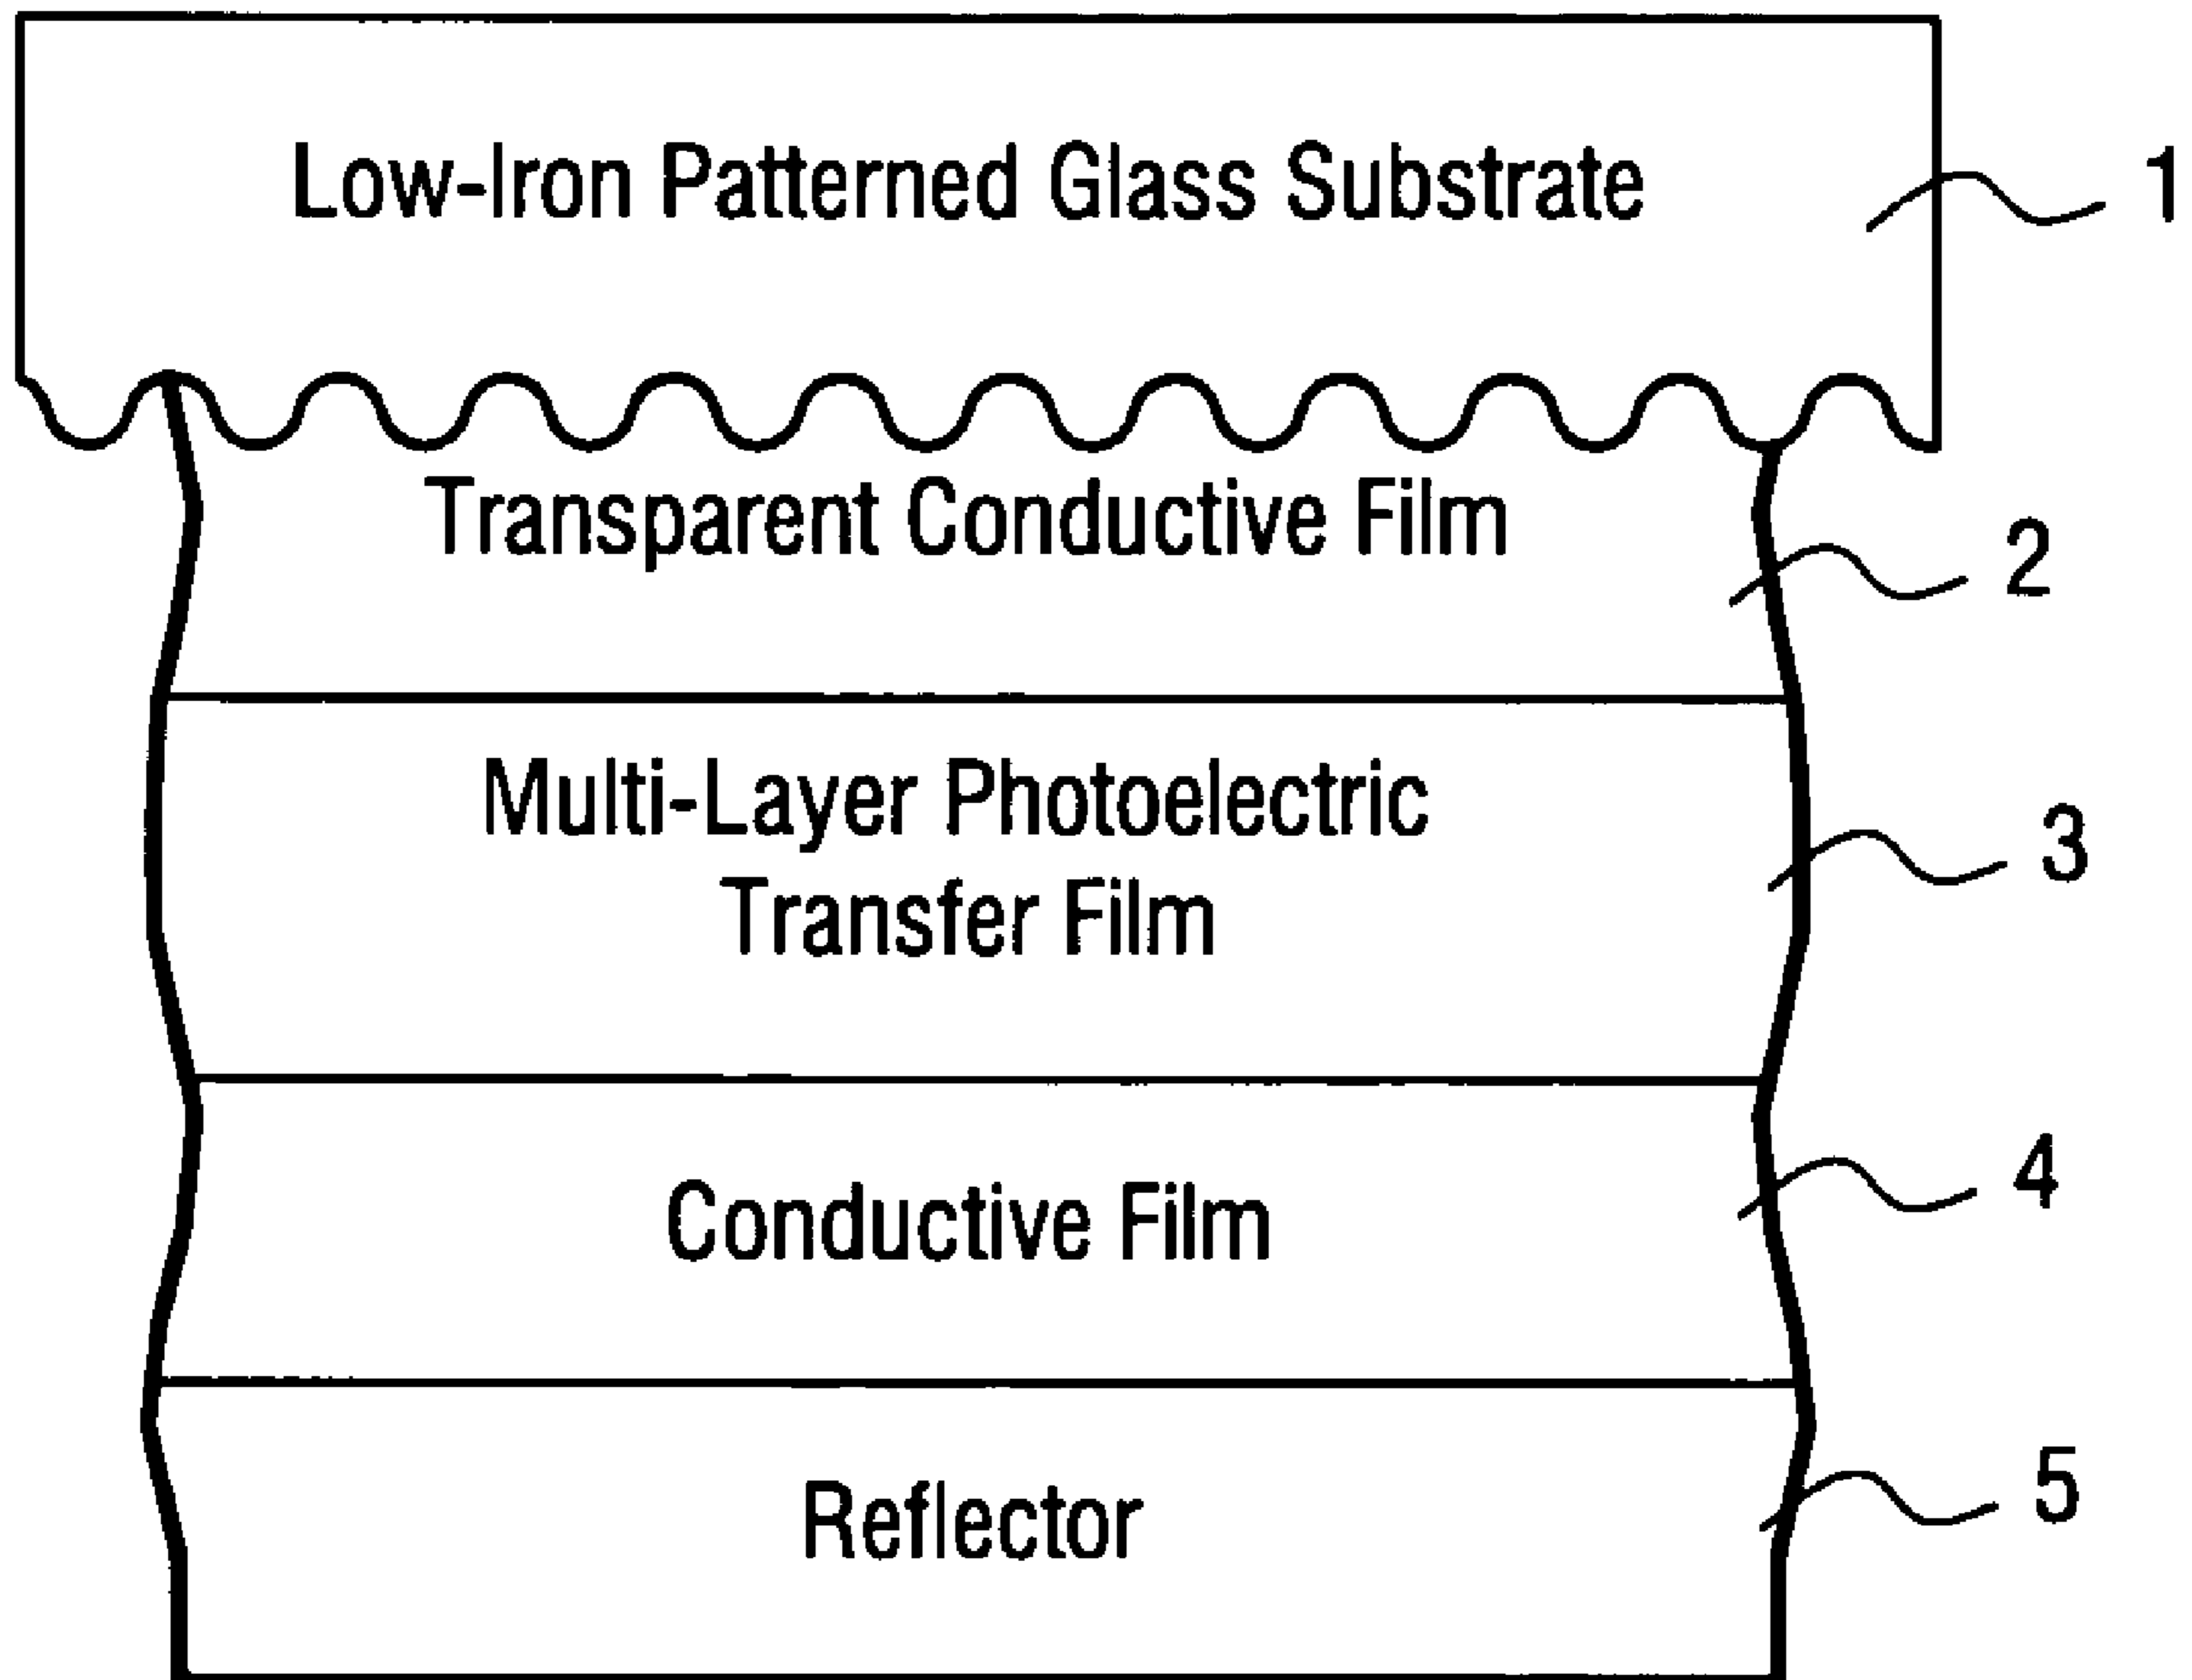 Low-Iron Patterned Glass Substrate 1
Transparent Conductive Film 2
Multi-Layer Photoelectric
Transfer Film 3
Conductive Film 4
Reflector 5